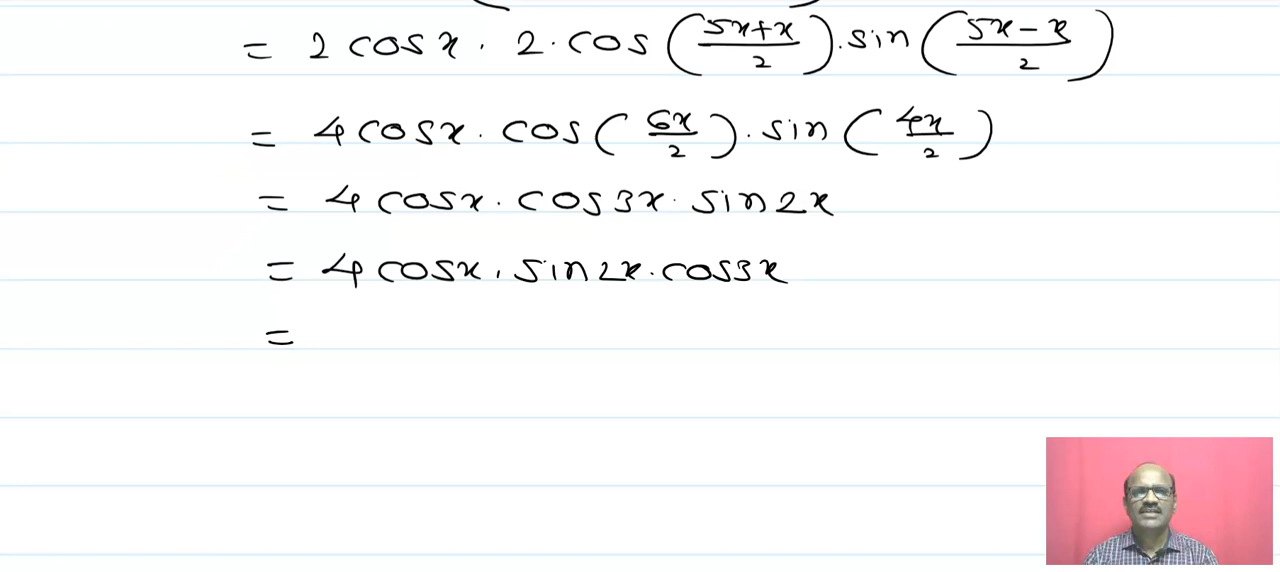 = 2 cos x . 2 . cos ( (5x+x)/2 ) . sin ( (5x-x)/2 )
= 4 cos x . cos ( 6x/2 ) . sin ( 4x/2 )
= 4 cos x . cos 3x . sin 2x
= 4 cos x . sin 2x . cos 3x
=